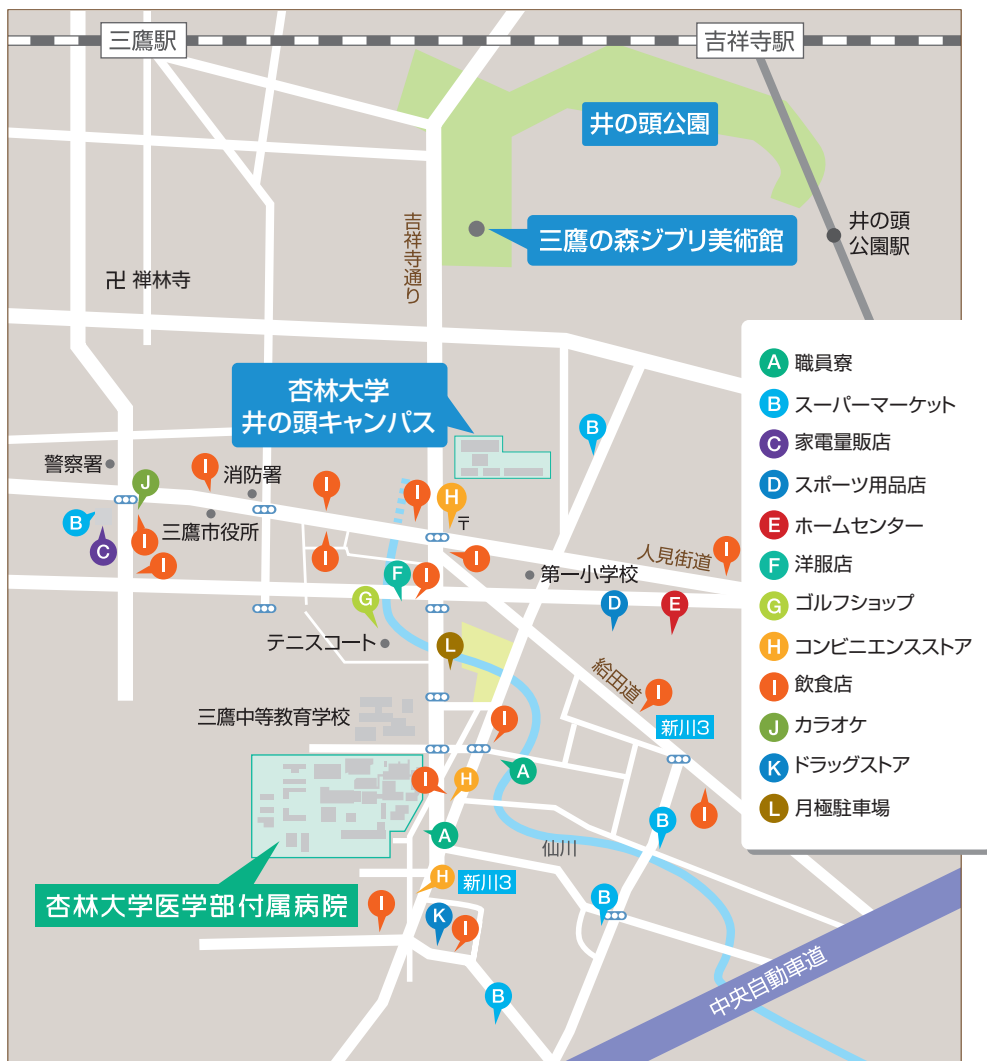 三鷹駅
吉祥寺駅
井の頭公園
吉祥寺通り
三鷹の森ジブリ美術館
井の頭
公園駅
卍 禅林寺
杏林大学
井の頭キャンパス
A 職員寮
B スーパーマーケット
C 家電量販店
D スポーツ用品店
E ホームセンター
F 洋服店
G ゴルフショップ
H コンビニエンスストア
I 飲食店
J カラオケ
K ドラッグストア
L 月極駐車場
B
警察署
I
消防署
J
I
I
H
〒
B
三鷹市役所
C
I
I
I
I
人見街道
I
第一小学校
F
I
G
D
E
テニスコート
L
給田道
I
新川3
三鷹中等教育学校
I
A
I
H
I
B
A
仙川
H
新川3
杏林大学医学部付属病院
I
K
I
B
中央自動車道
B